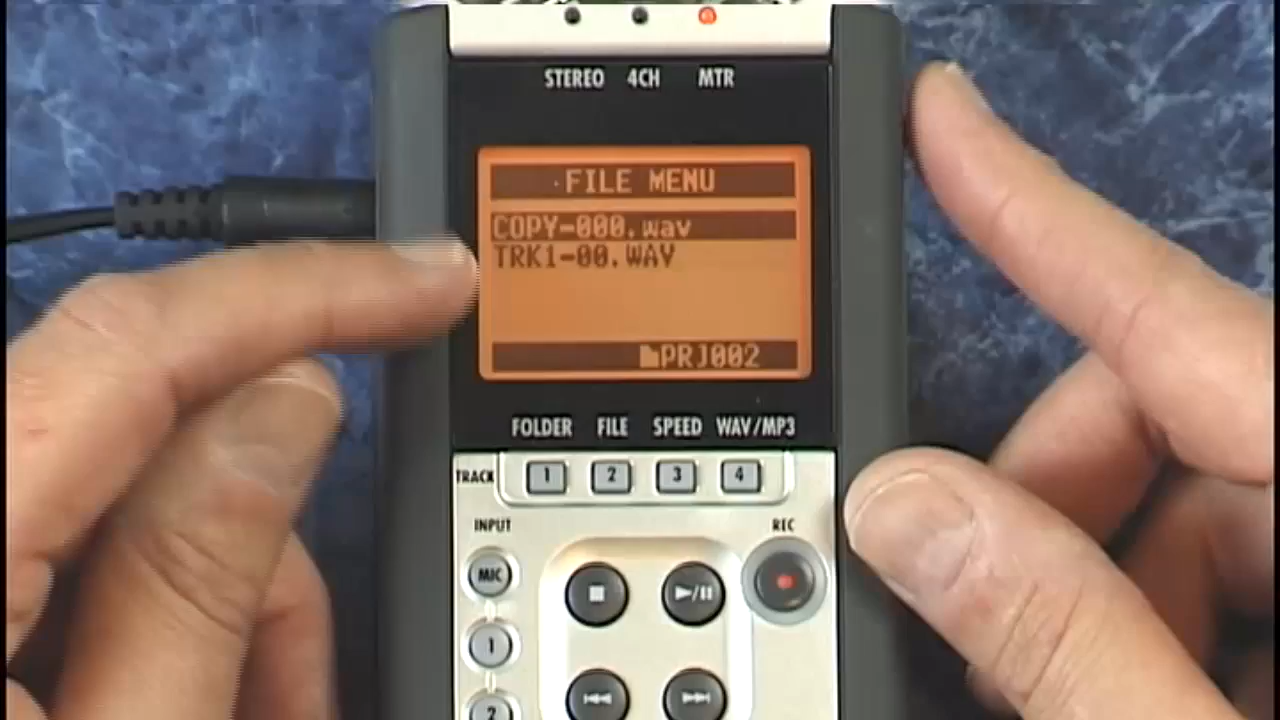 STEREO 4CH MTR
FILE MENU
COPY-000.wav
TRK1-00.WAV
PRJ002
FOLDER FILE SPEED WAV/MP3
TRACK 1 2 3 4
INPUT REC
MIC
1
2